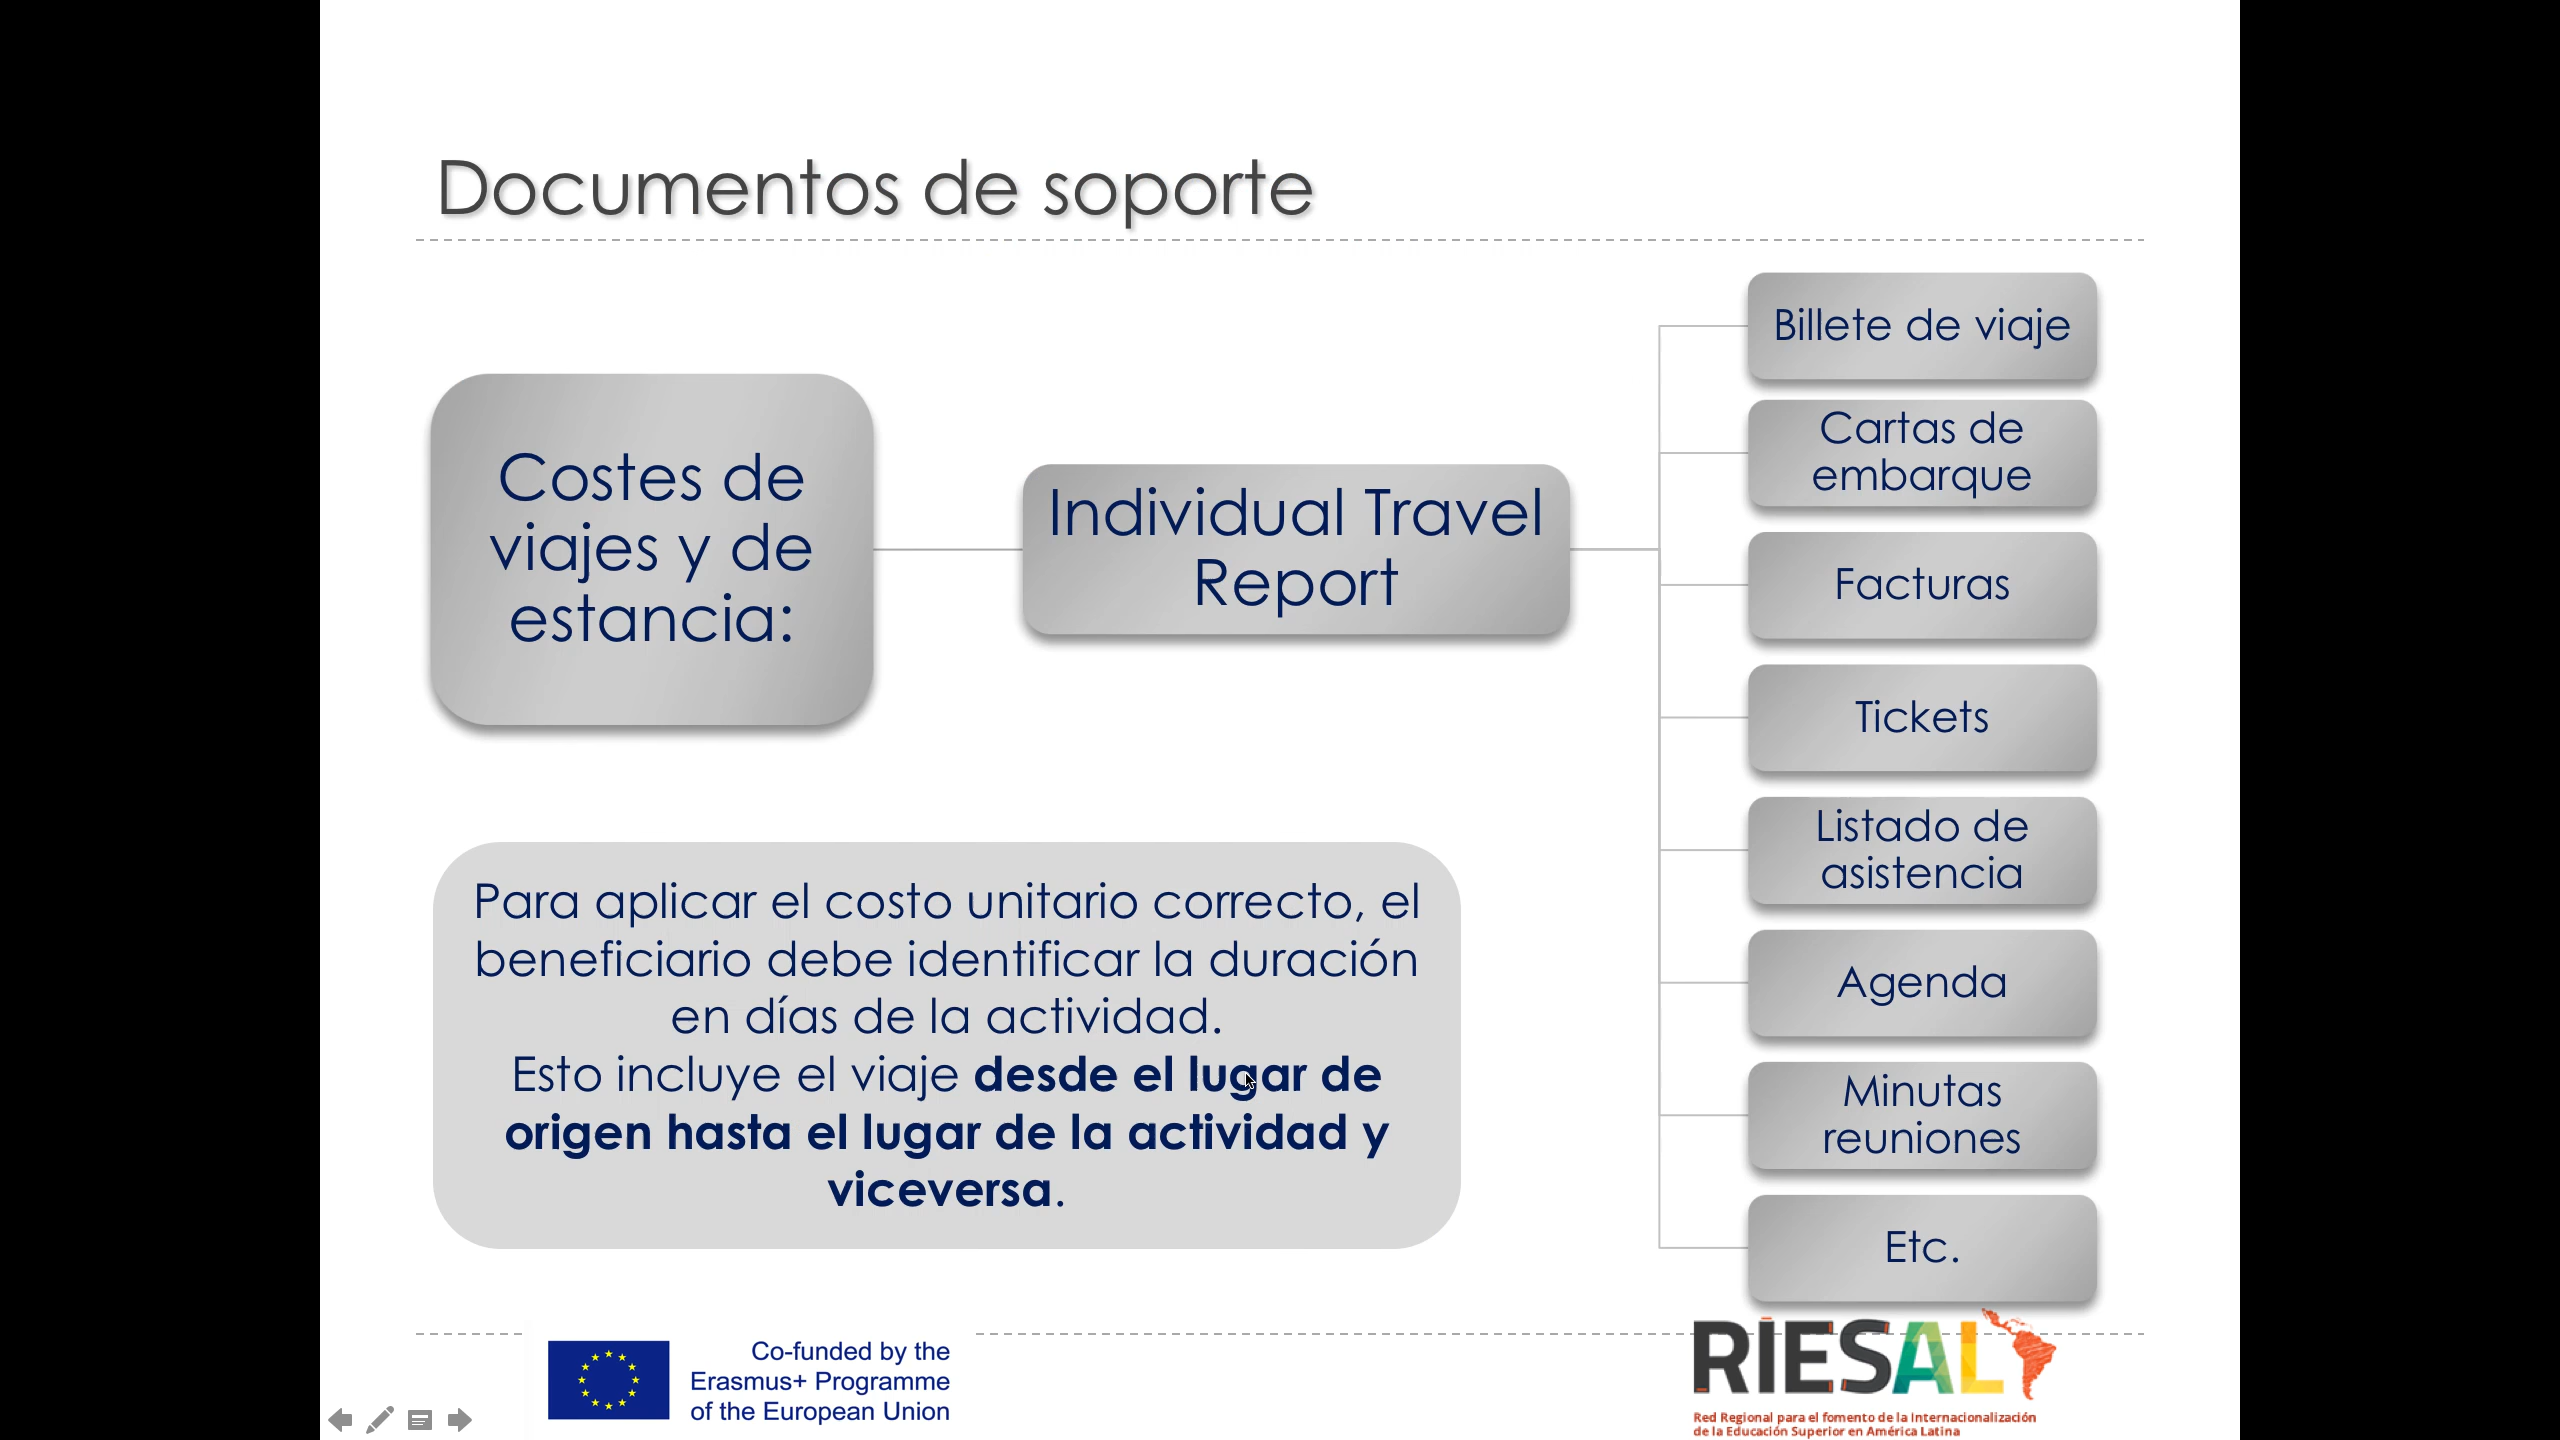 Documentos de soporte
Costes de
viajes y de
estancia:
Individual Travel
Report
Billete de viaje
Cartas de
embarque
Facturas
Tickets
Listado de
asistencia
Agenda
Minutas
reuniones
Etc.
Para aplicar el costo unitario correcto, el
beneficiario debe identificar la duración
en días de la actividad.
Esto incluye el viaje desde el lugar de
origen hasta el lugar de la actividad y
viceversa.
Co-funded by the
Erasmus+ Programme
of the European Union
RIESAL
Red Regional para el fomento de la Internacionalización
de la Educación Superior en América Latina